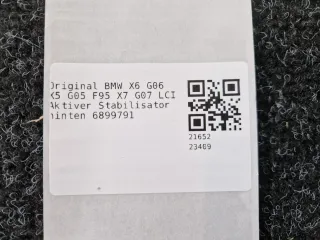 Original BMW X6 G06
X5 G05 F95 X7 G07 LCI
Aktiver Stabilisator
hinten 6899791
21652
23409